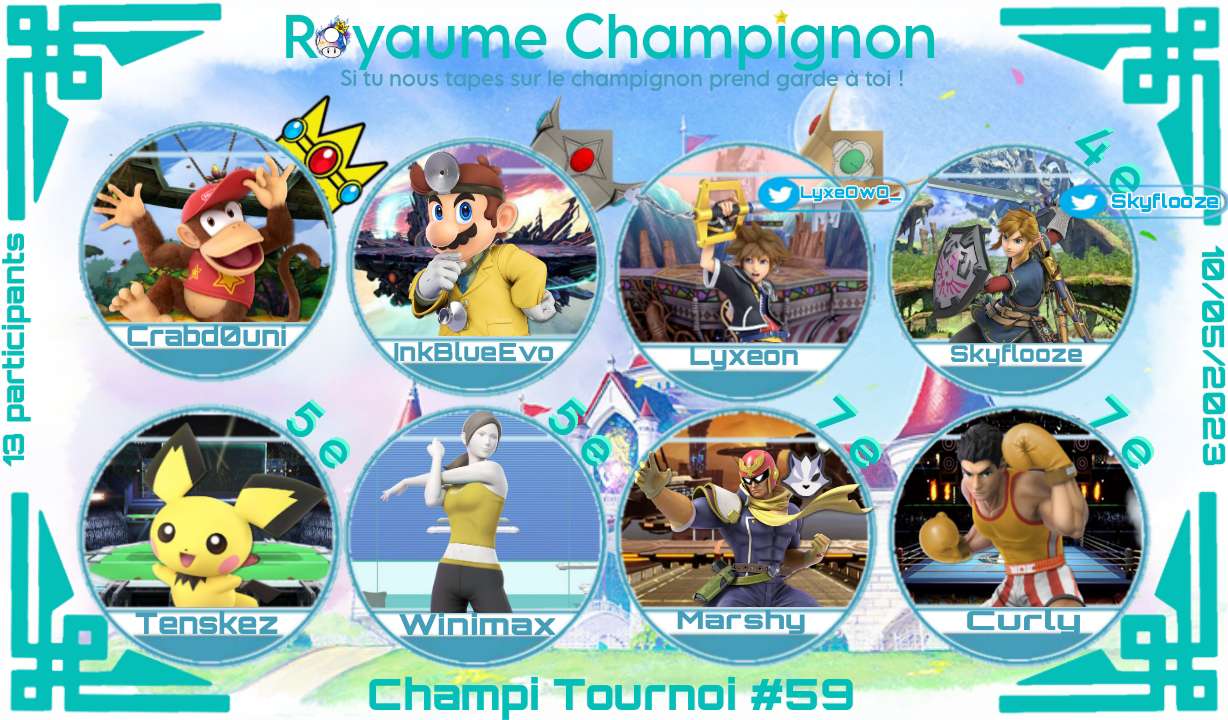 Royaume Champignon
Si tu nous tapes sur le champignon prend garde à toi !
13 participants
10/05/2023
Crabd0uni
InkBlueEvo
LyxeOwO_
Lyxeon
4e
Skyflooze
Skyflooze
5e
Tenskez
5e
Winimax
7e
Marshy
7e
Curly
Champi Tournoi #59